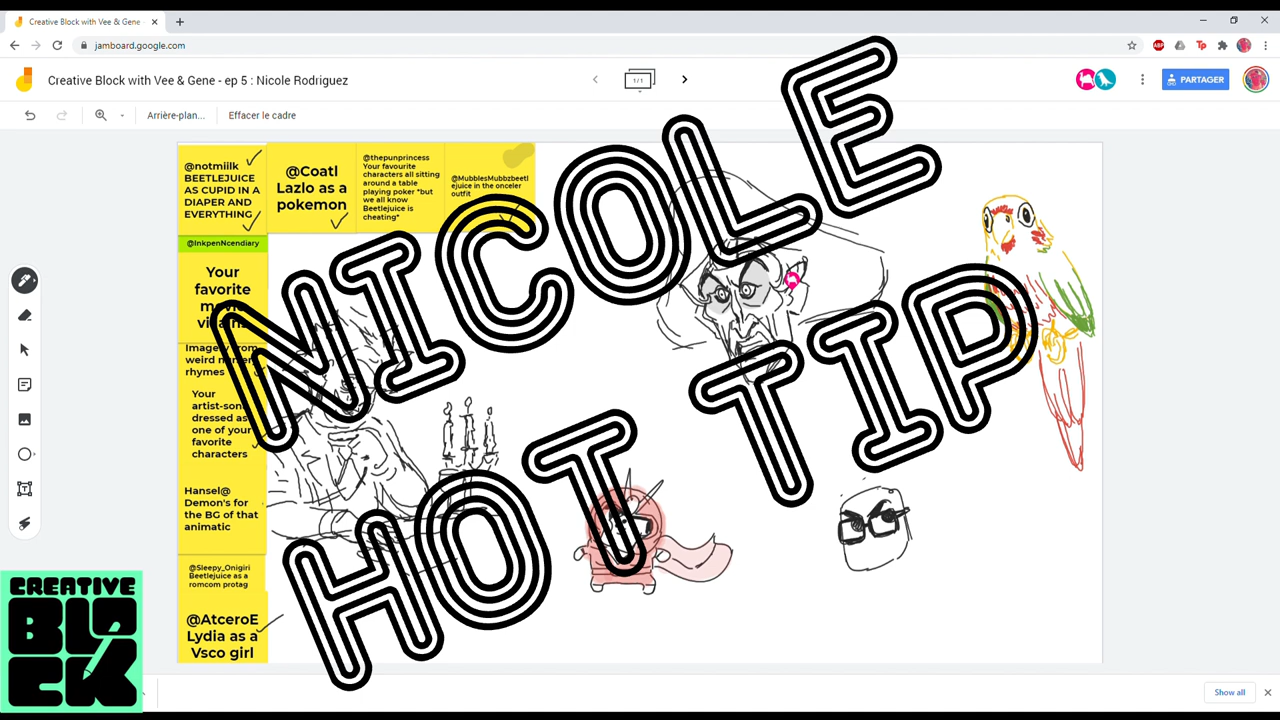 Creative Block with Vee & Gene
jamboard.google.com
ABP
Tp
Creative Block with Vee & Gene - ep 5 : Nicole Rodriguez
1/1
PARTAGER
Arrière-plan...
Effacer le cadre
@notmiilk
BEETLEJUICE
AS CUPID IN A
DIAPER AND
EVERYTHING
@Coatl
Lazlo as a
pokemon
@thepunprincess
Your favourite
characters all sitting
around a table
playing poker *but
we all know
Beetlejuice is
cheating*
@MubblesMubbzbeetl
ejuice in the onceler
outfit
@InkpenNcendiary
Your
favorite
Imagery from
weird
rhymes
Your
artist-sona
dressed as
one of your
favorite
characters
Hansel@
Demon's for
the BG of that
animatic
@Sleepy_Onigiri
Beetlejuice as a
romcom protag
@AtceroE
Lydia as a
Vsco girl
NICOLE
HOT TIP
CREATIVE
BLOCK
Show all